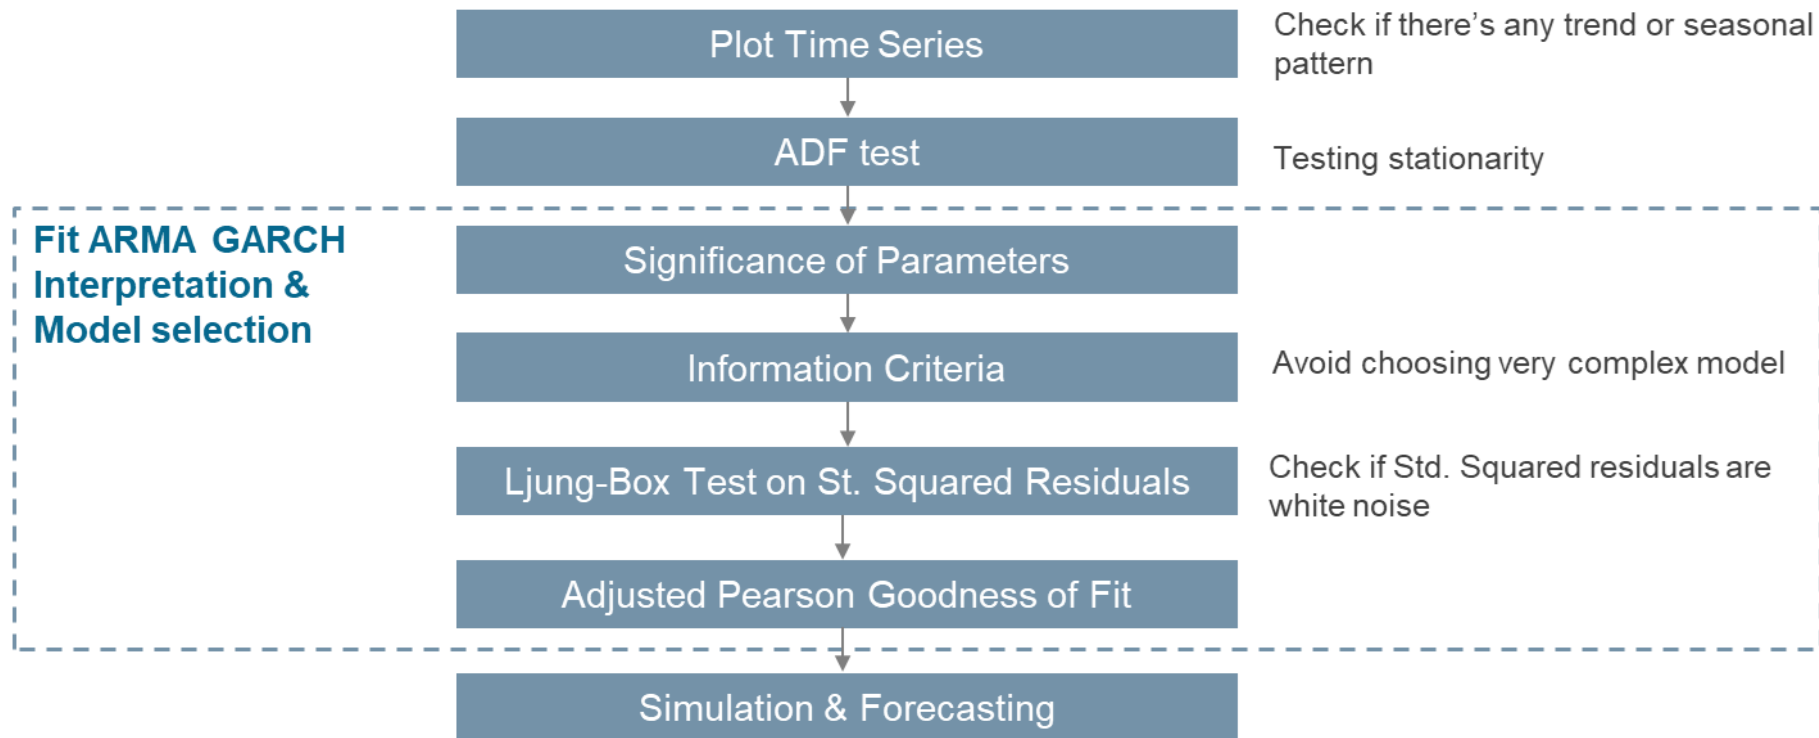 Plot Time Series
Check if there’s any trend or seasonal
pattern
ADF test
Testing stationarity
Fit ARMA GARCH
Interpretation &
Model selection
Significance of Parameters
Information Criteria
Avoid choosing very complex model
Ljung-Box Test on St. Squared Residuals
Check if Std. Squared residuals are
white noise
Adjusted Pearson Goodness of Fit
Simulation & Forecasting